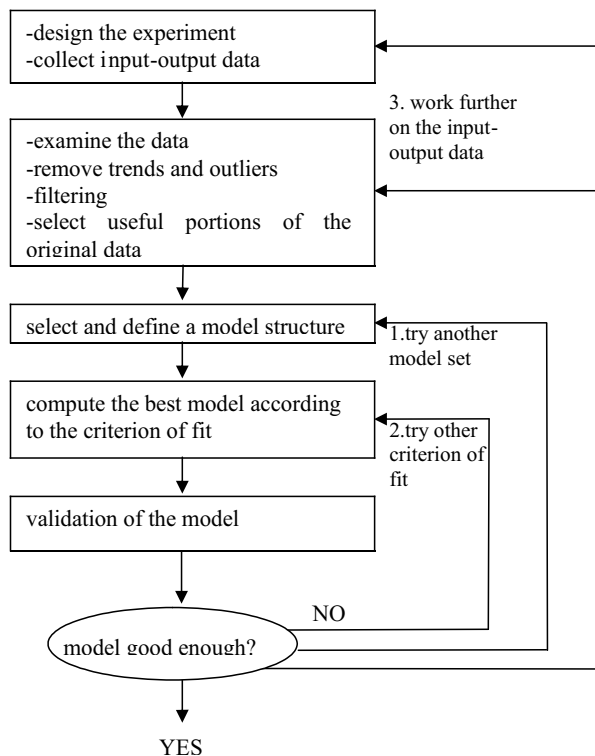 -design the experiment
-collect input-output data
3. work further
on the input-
output data
-examine the data
-remove trends and outliers
-filtering
-select useful portions of the
original data
select and define a model structure
1.try another
model set
compute the best model according
to the criterion of fit
2.try other
criterion of
fit
validation of the model
NO
model good enough?
YES